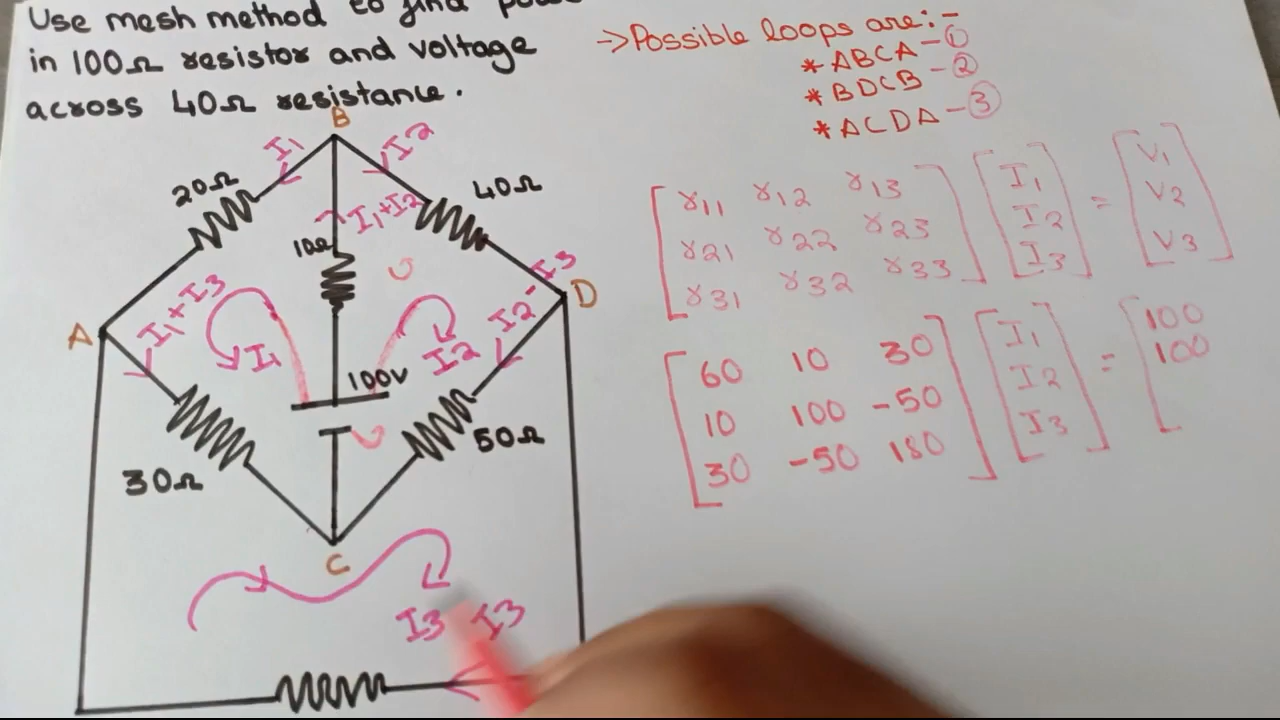 Use mesh method to find
in 100Ω resistor and voltage
across 40Ω resistance.
->Possible loops are:-
*ABCA-①
*BDCB-②
*ACDA-③
B
I1
I2
20Ω
40Ω
I1+I2
10Ω
I2-I3
D
A
I1+I3
I1
I2
100V
30Ω
50Ω
C
I3
I3
r11 r12 r13
r21 r22 r23
r31 r32 r33
I1
I2
I3
=
V1
V2
V3
60 10 30
10 100 -50
30 -50 180
I1
I2
I3
=
100
100